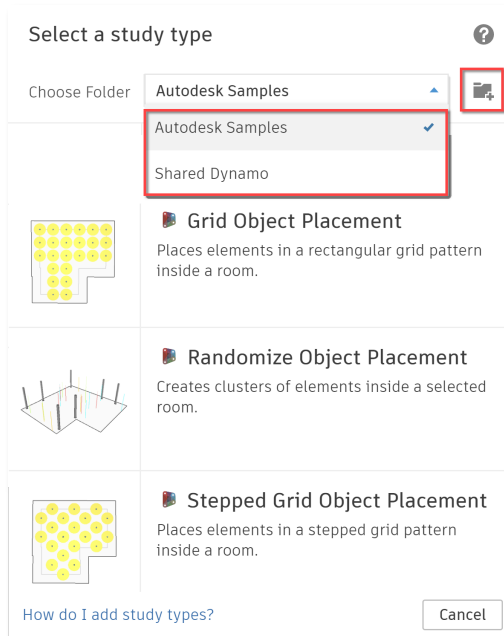 Select a study type
Choose Folder
Autodesk Samples
Autodesk Samples
Shared Dynamo
Grid Object Placement
Places elements in a rectangular grid pattern
inside a room.
Randomize Object Placement
Creates clusters of elements inside a selected
room.
Stepped Grid Object Placement
Places elements in a stepped grid pattern
inside a room.
How do I add study types?
Cancel